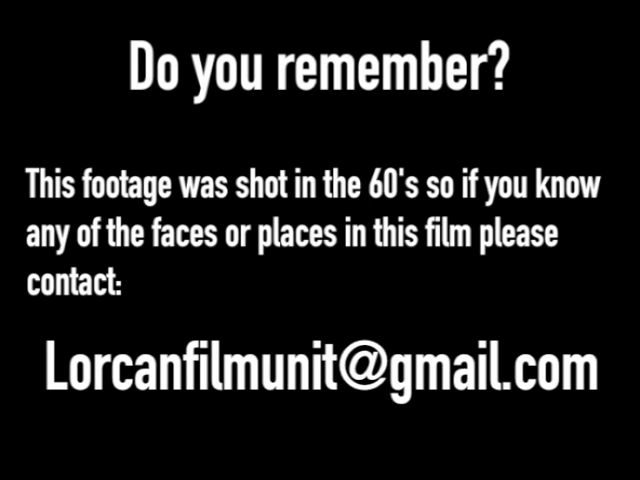 Do you remember?
This footage was shot in the 60's so if you know
any of the faces or places in this film please
contact:
Lorcanfilmunit@gmail.com